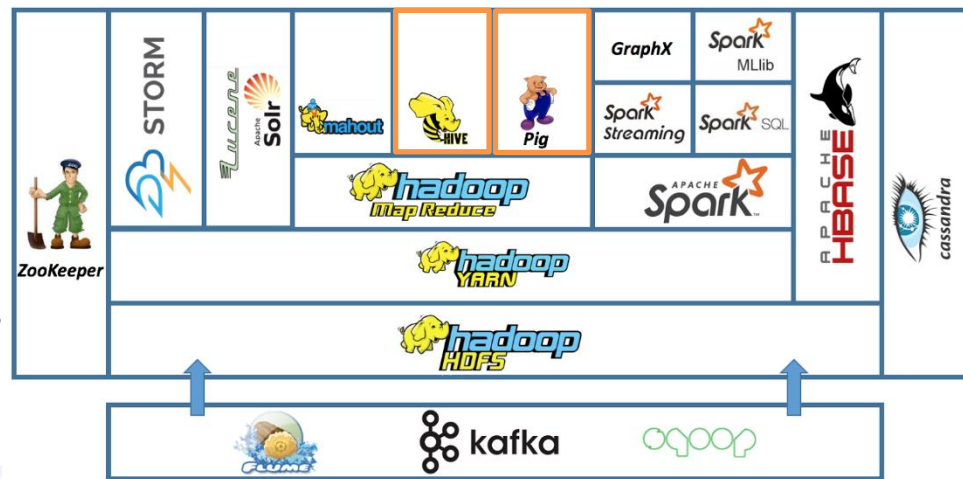 ZooKeeper
STORM
Lucene
Apache
Solr
mahout
HIVE
Pig
GraphX
Spark
MLlib
Spark
Streaming
Spark SQL
hadoop
Map Reduce
APACHE
Spark
TM
APACHE
HBASE
cassandra
hadoop
YARN
hadoop
HDFS
FLUME
kafka
sqoop